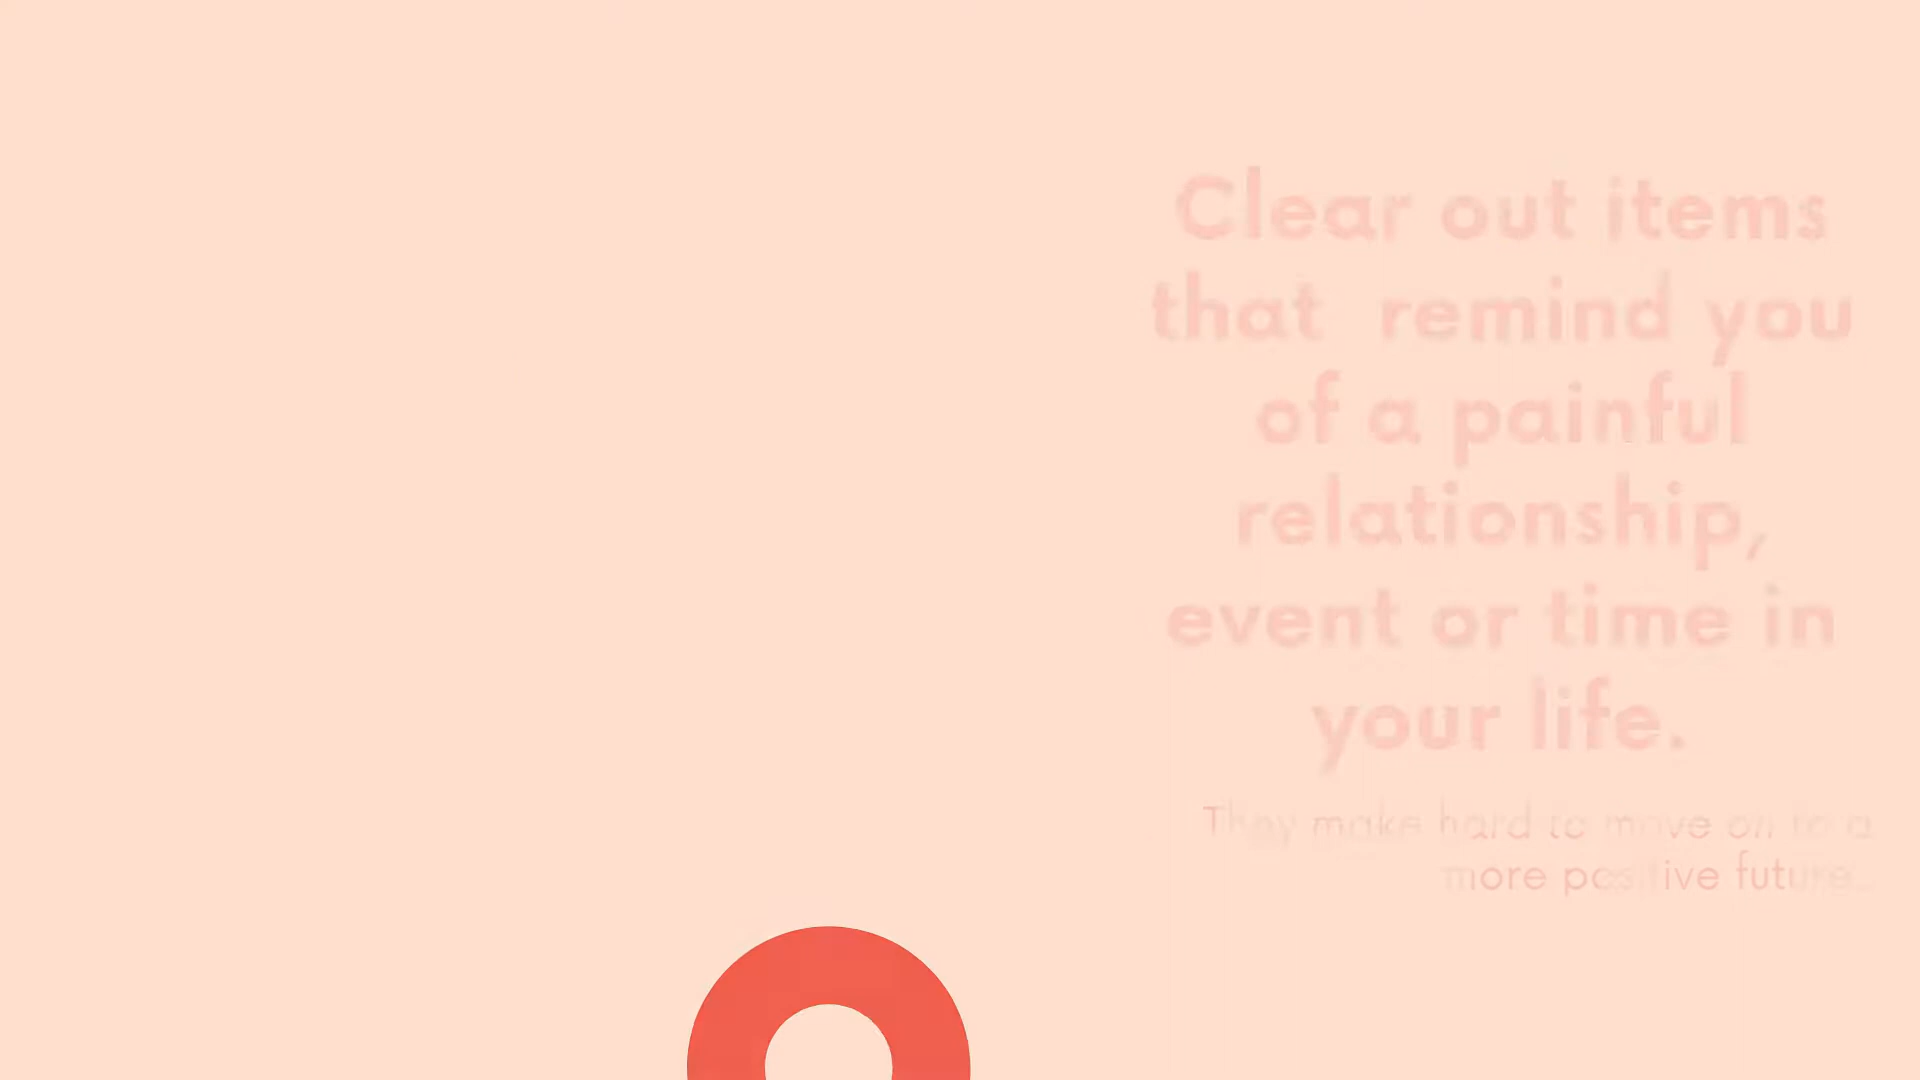 Clear out items
that remind you
of a painful
relationship,
event or time in
your life.
They make hard to move on to a
more positive future.